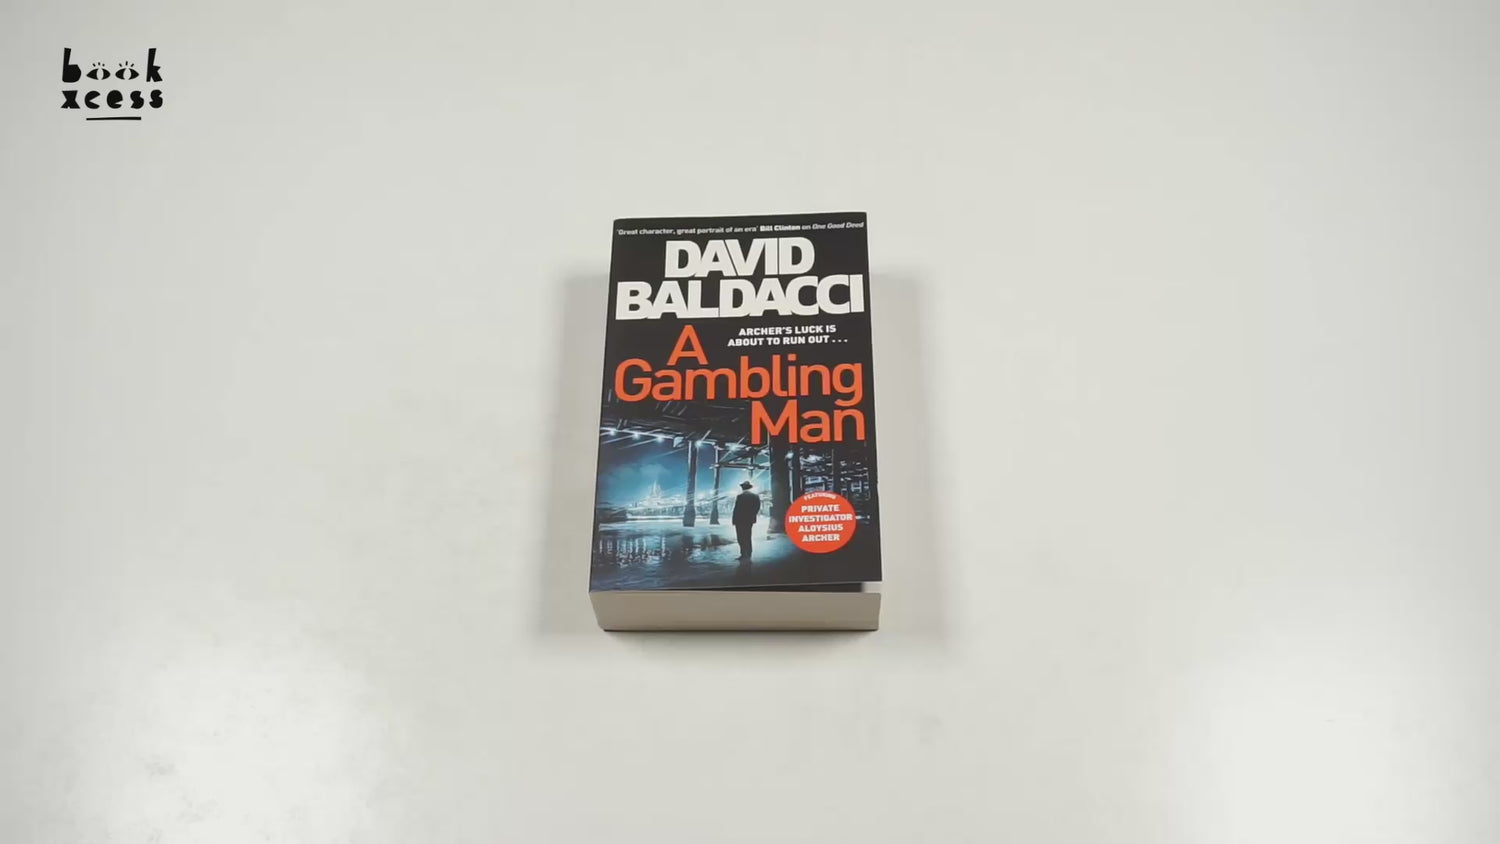 book
xcess
'Great character, great portrait of an era' Bill Clinton on One Good Deed
DAVID
BALDACCI
ARCHER'S LUCK IS
ABOUT TO RUN OUT . . .
A
Gambling
Man
FEATURING
PRIVATE
INVESTIGATOR
ALOYSIUS
ARCHER